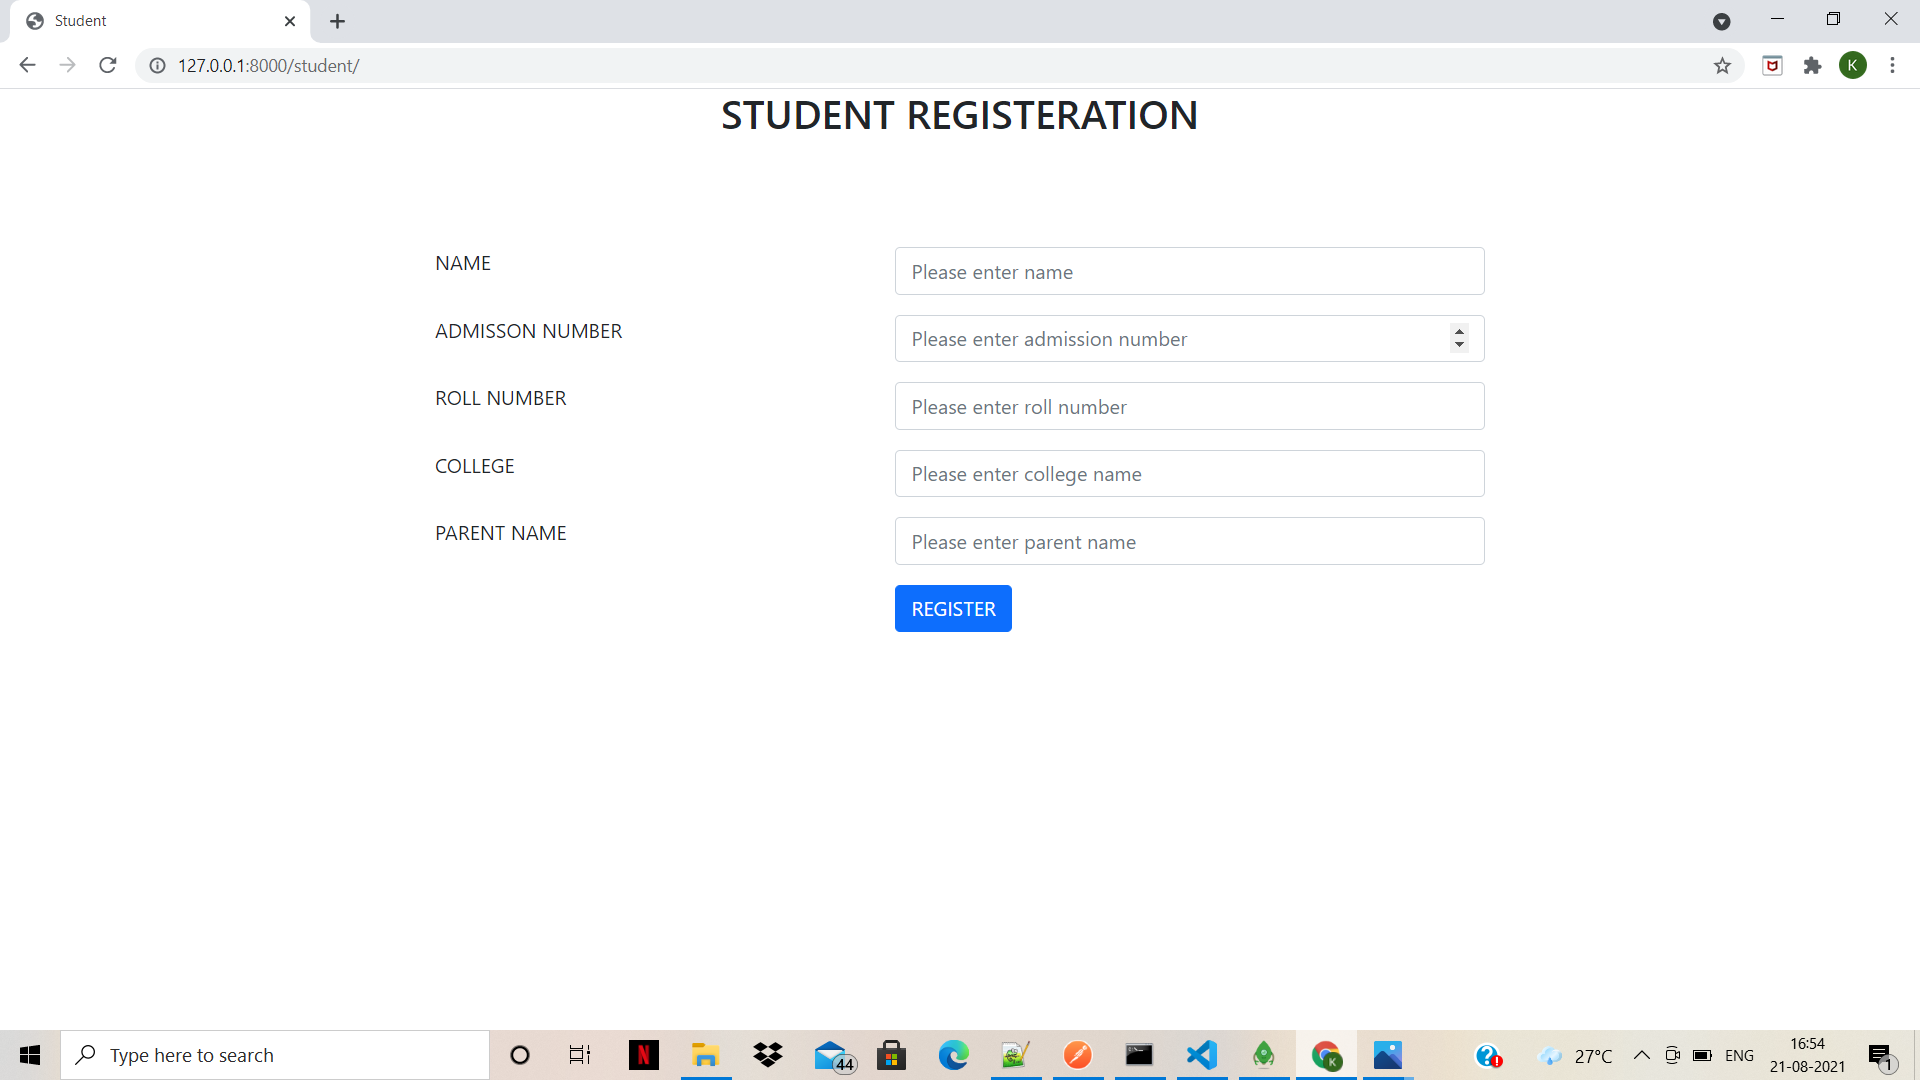 Student
127.0.0.1:8000/student/
K
STUDENT REGISTERATION
NAME
Please enter name
ADMISSON NUMBER
Please enter admission number
ROLL NUMBER
Please enter roll number
COLLEGE
Please enter college name
PARENT NAME
Please enter parent name
REGISTER
Type here to search
N
44
K
27°C
ENG
16:54
21-08-2021
1